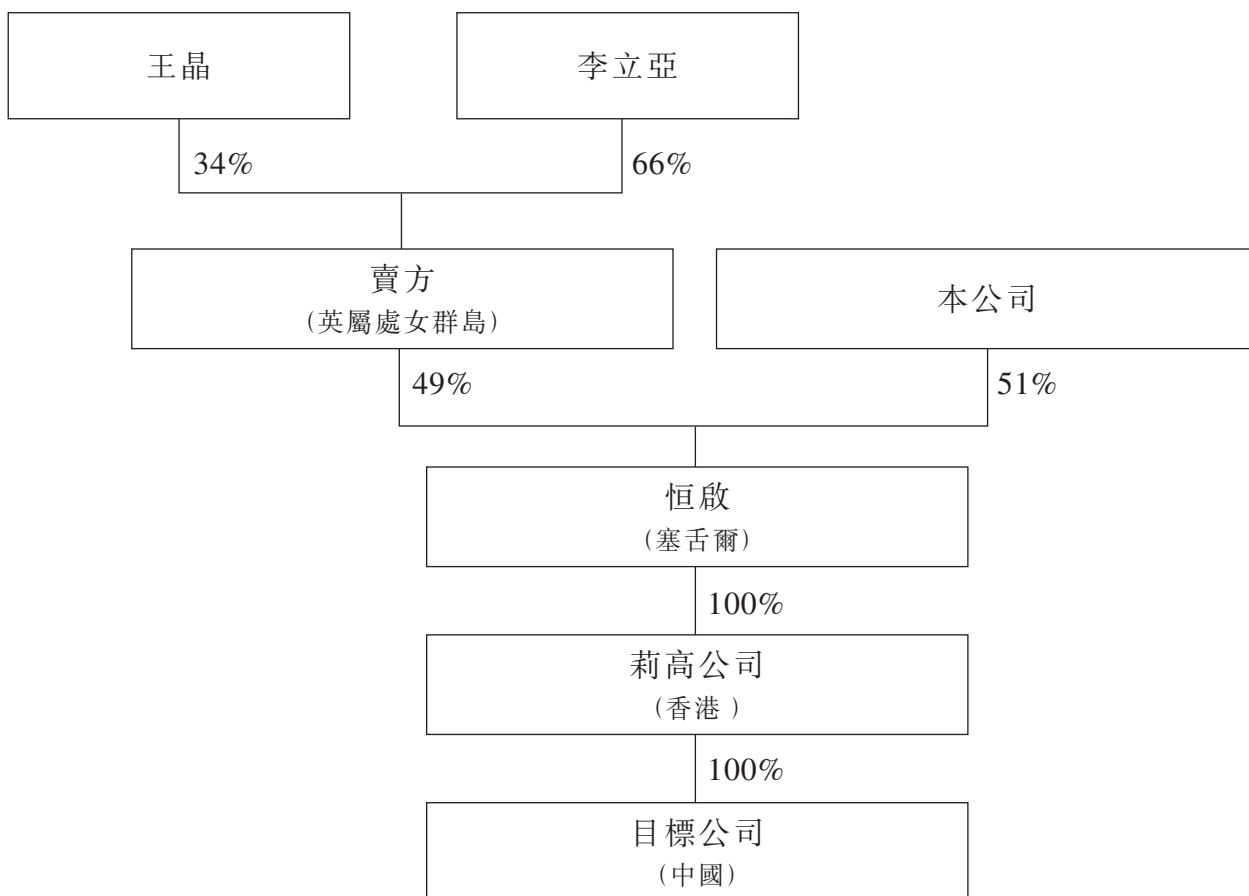 王晶
李立亞
34%
66%
賣方
(英屬處女群島)
本公司
49%
51%
恒啟
(塞舌爾)
100%
莉高公司
(香港 )
100%
目標公司
(中國)